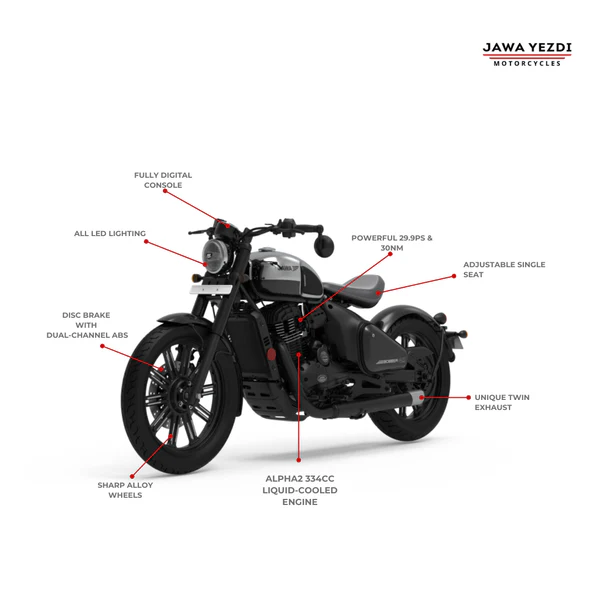 JAWA YEZDI
MOTORCYCLES
FULLY DIGITAL
CONSOLE
ALL LED LIGHTING
POWERFUL 29.9PS &
30NM
ADJUSTABLE SINGLE
SEAT
DISC BRAKE
WITH
DUAL-CHANNEL ABS
UNIQUE TWIN
EXHAUST
SHARP ALLOY
WHEELS
ALPHA2 334CC
LIQUID-COOLED
ENGINE